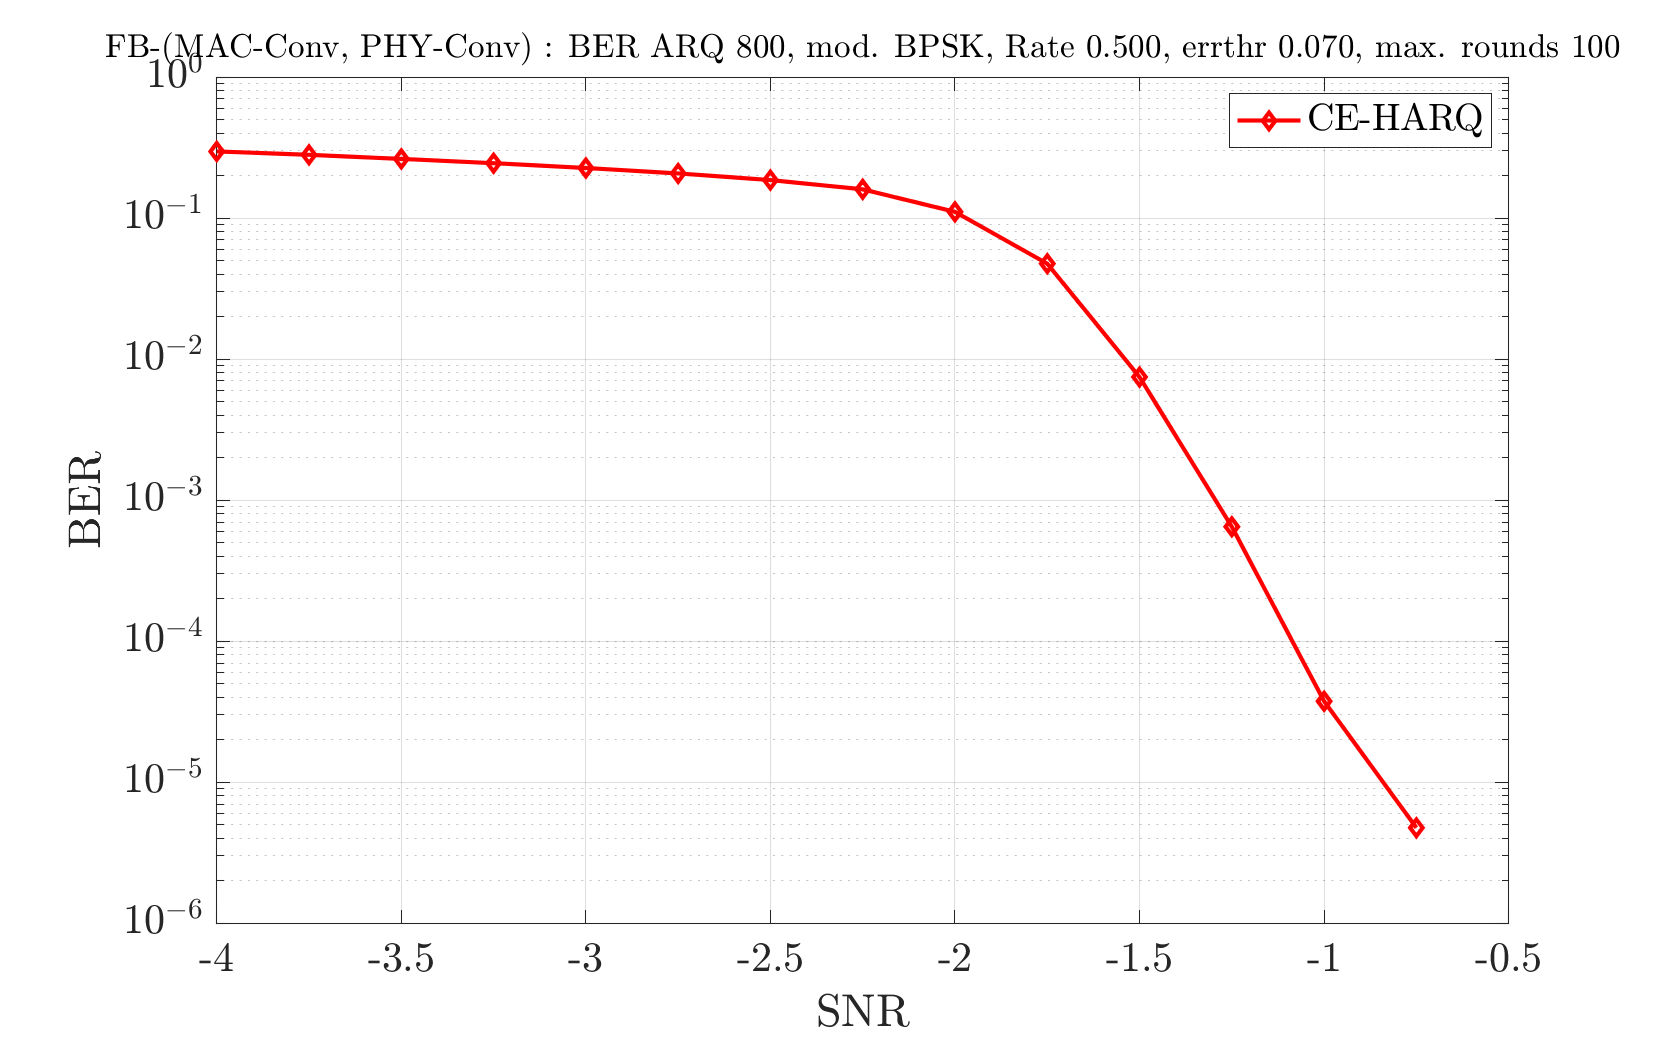 FB-(MAC-Conv, PHY-Conv) : BER ARQ 800, mod. BPSK, Rate 0.500, errthr 0.070, max. rounds 100
10^0
CE-HARQ
10^−1
10^−2
10^−3
10^−4
10^−5
10^−6
BER
-4 -3.5 -3 -2.5 -2 -1.5 -1 -0.5
SNR